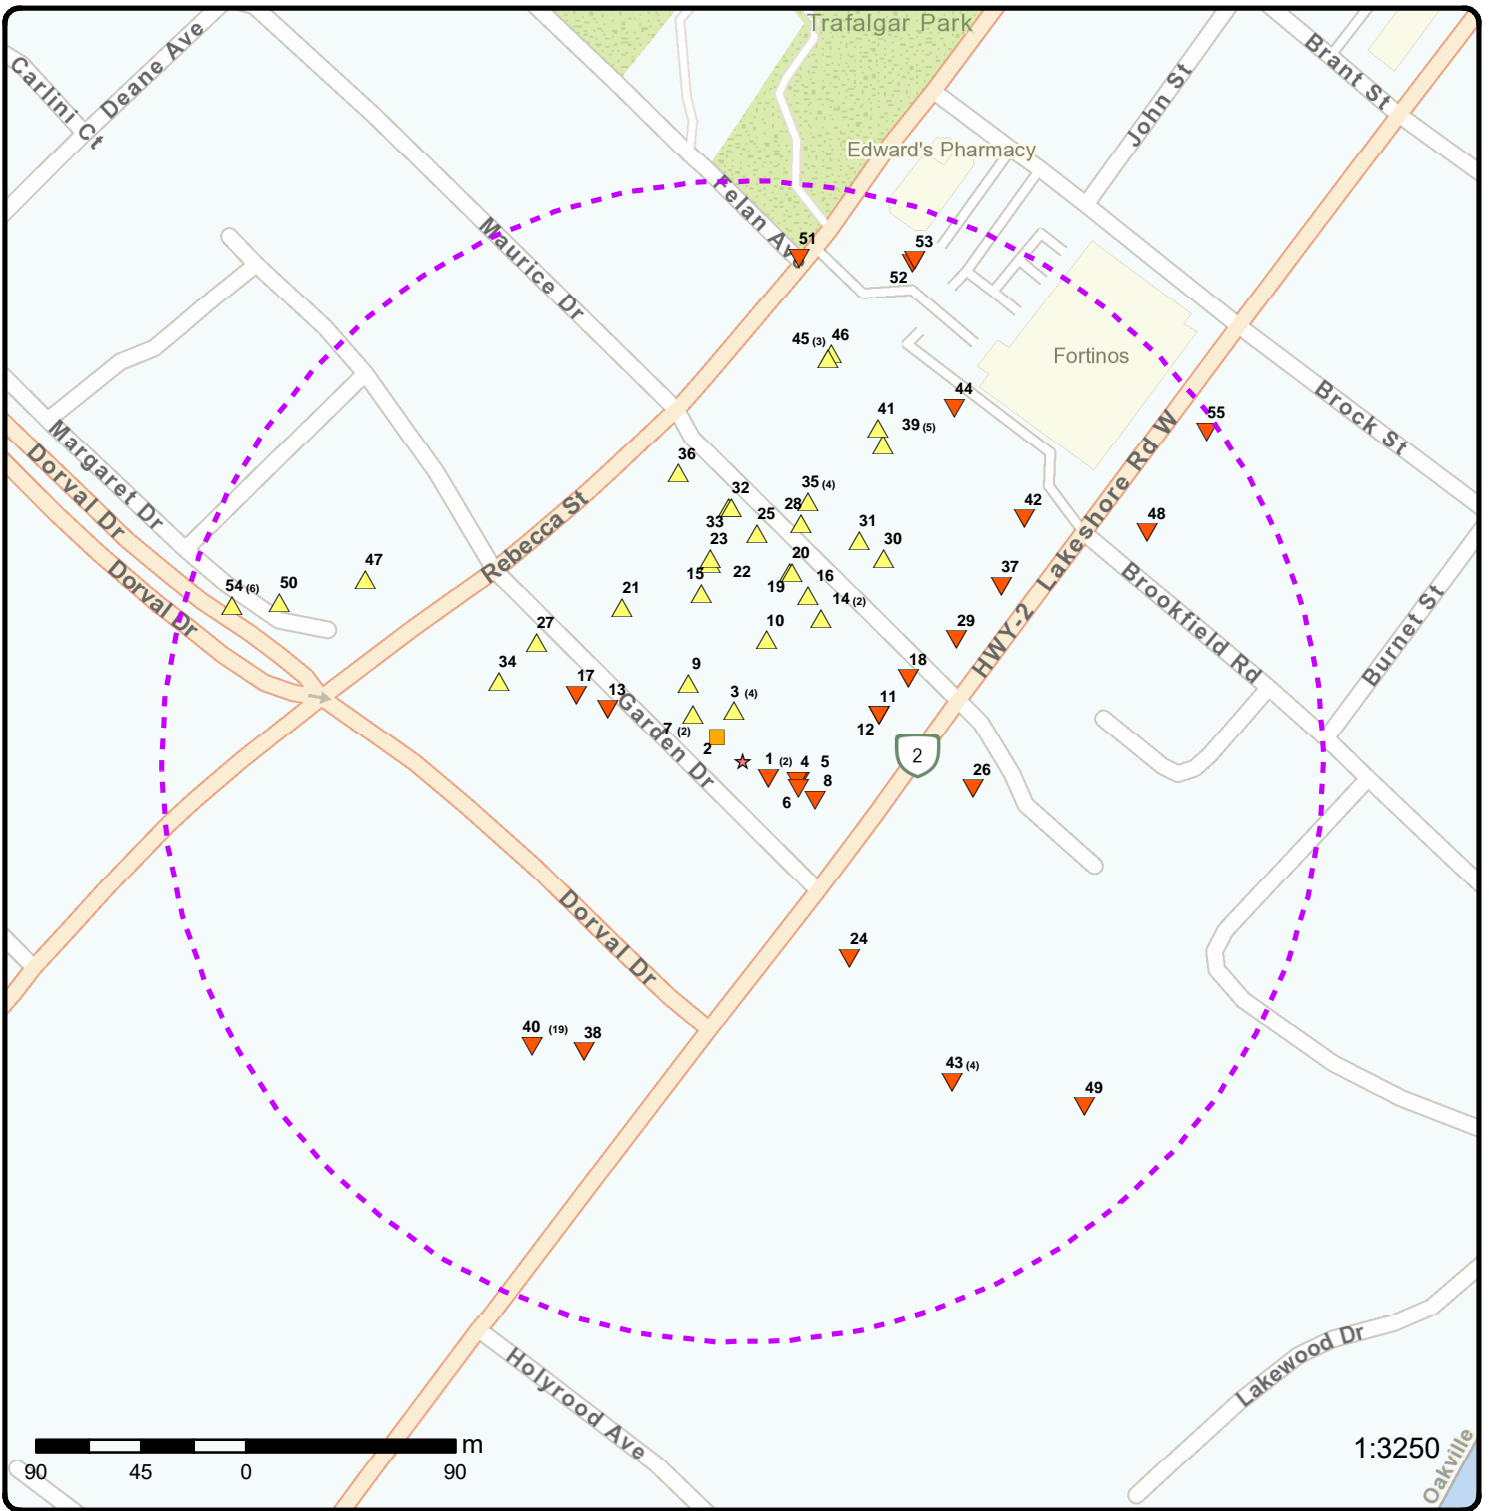 Trafalgar Park
Deane Ave
Carlini Ct
Brant St
John St
Edward's Pharmacy
Felan Ave
Maurice Dr
51
53
52
45 (3)
46
Fortinos
44
Brock St
41
39 (5)
55
Margaret Dr
Dorval Dr
36
Rebecca St
32
33
35 (4)
28
25
23
22
31
30
42
48
HWY-2 Lakeshore Rd W
Dorval Dr
54 (6)
50
47
20
19
15
16
14 (2)
37
Brookfield Rd
Burnet St
21
27
10
29
34
17
13
9
18
3 (4)
7 (2)
2
11
12
Garden Dr
2
1 (2)
4
5
6
8
26
Dorval Dr
24
40 (19)
38
43 (4)
49
Holyrood Ave
Lakewood Dr
Oakville
m
90
45
0
90
1:3250